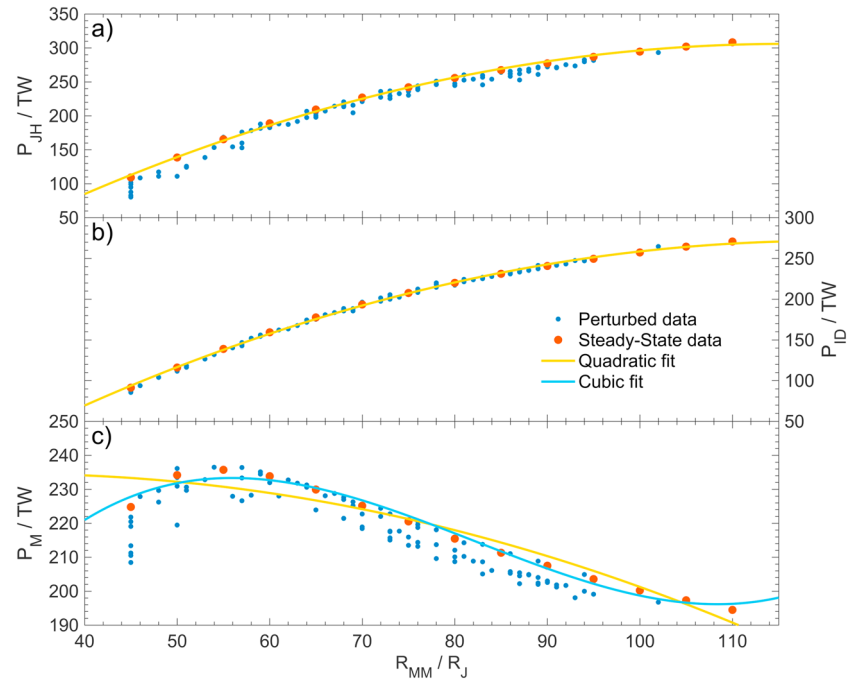 a)
350
300
250
200
150
100
50
P_JH / TW
b)
300
250
200
150
100
50
P_ID / TW
Perturbed data
Steady-State data
Quadratic fit
Cubic fit
c)
250
240
230
220
210
200
190
P_M / TW
40 50 60 70 80 90 100 110
R_MM / R_J